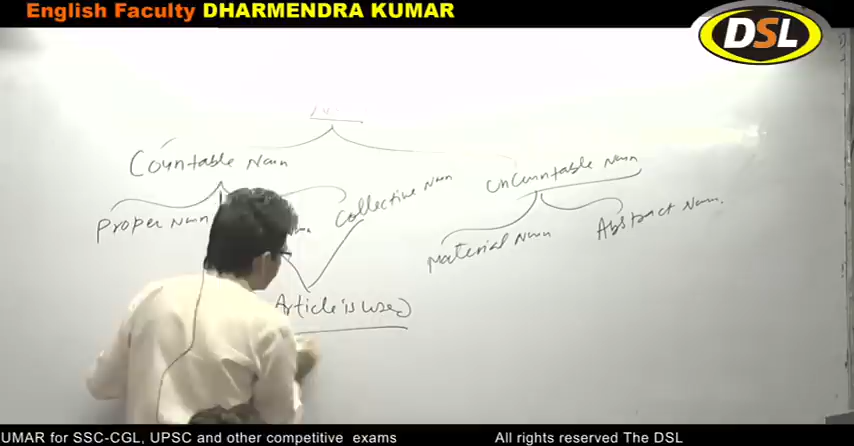 English Faculty DHARMENDRA KUMAR
DSL
Countable Noun
Uncountable Noun
Proper Noun
Collective Noun
Material Noun
Abstract Noun.
Article is used
UMAR for SSC-CGL, UPSC and other competitive exams
All rights reserved The DSL